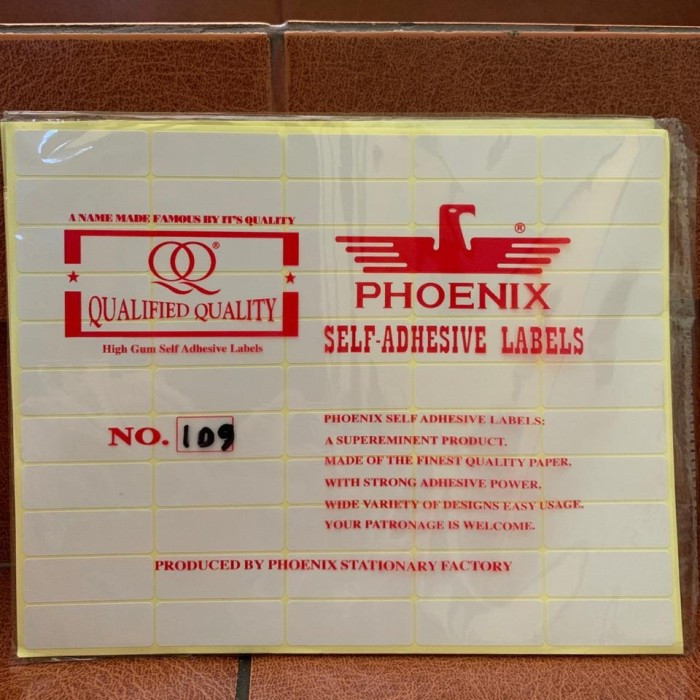 A NAME MADE FAMOUS BY IT'S QUALITY
QQ®
QUALIFIED QUALITY
High Gum Self Adhesive Labels
®
PHOENIX
SELF-ADHESIVE LABELS
NO. 109
PHOENIX SELF ADHESIVE LABELS:
A SUPEREMINENT PRODUCT.
MADE OF THE FINEST QUALITY PAPER.
WITH STRONG ADHESIVE POWER.
WIDE VARIETY OF DESIGNS EASY USAGE.
YOUR PATRONAGE IS WELCOME.
PRODUCED BY PHOENIX STATIONARY FACTORY